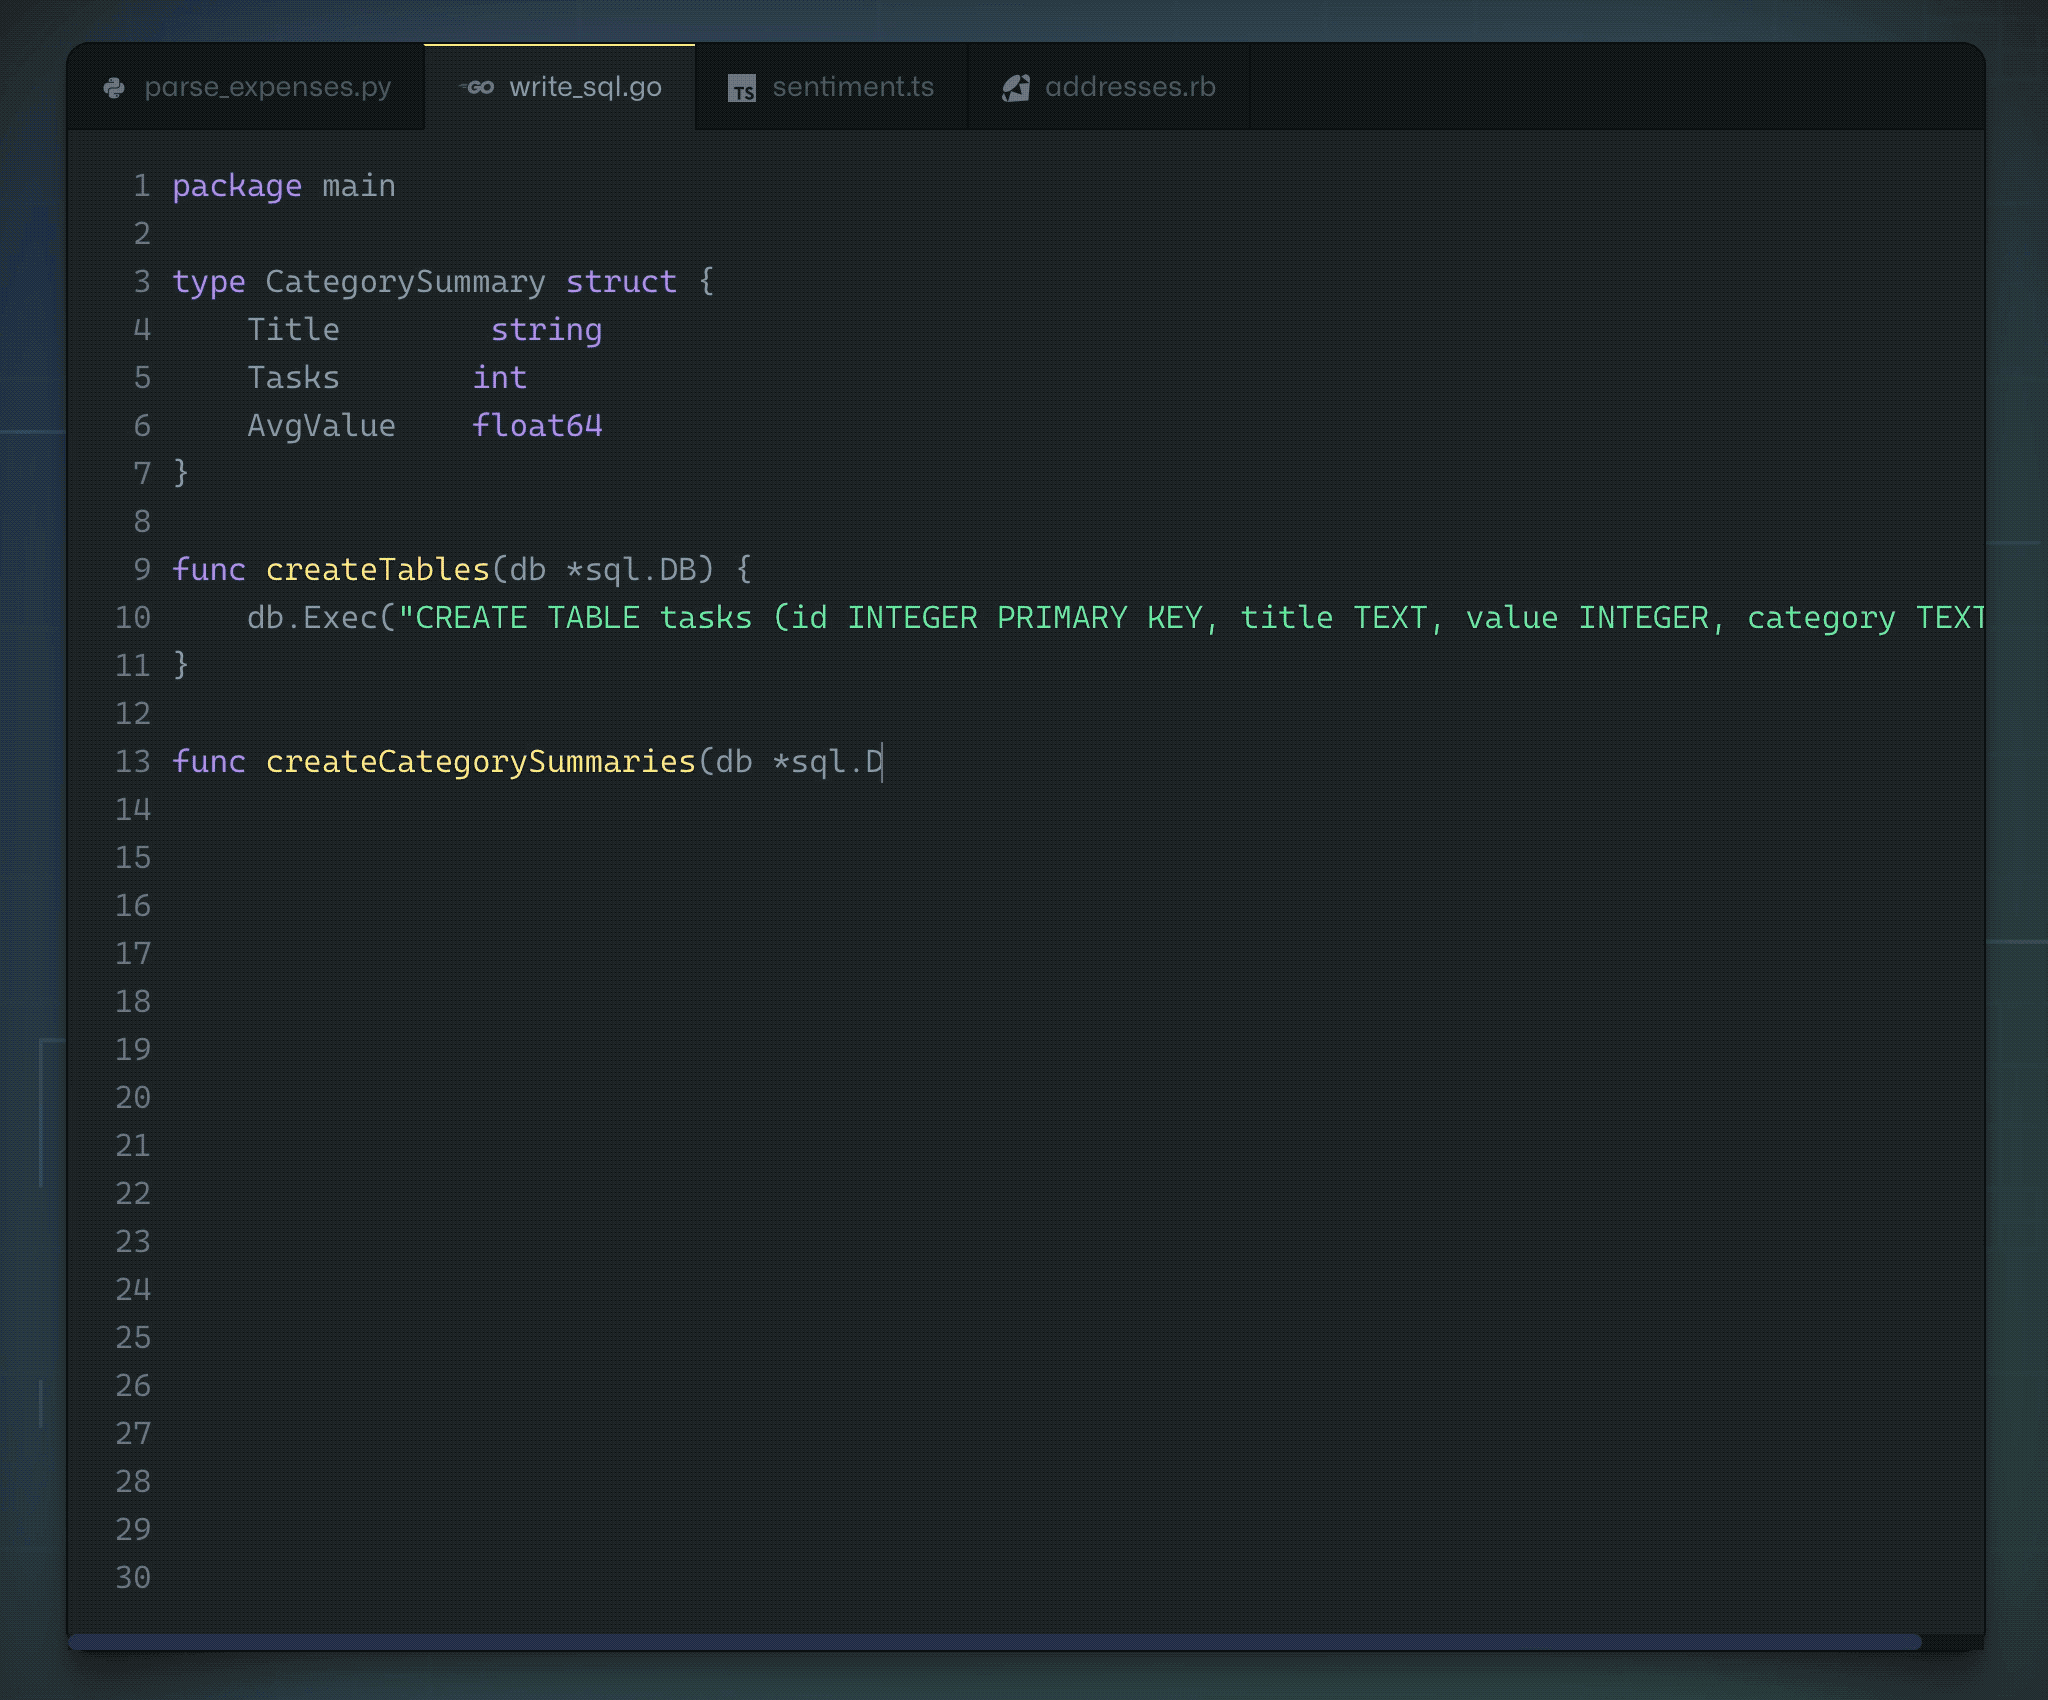 parse_expenses.py GO write_sql.go TS sentiment.ts addresses.rb
1 package main
2
3 type CategorySummary struct {
4     Title        string
5     Tasks       int
6     AvgValue    float64
7 }
8
9 func createTables(db *sql.DB) {
10     db.Exec("CREATE TABLE tasks (id INTEGER PRIMARY KEY, title TEXT, value INTEGER, category TEXT
11 }
12
13 func createCategorySummaries(db *sql.D
14
15
16
17
18
19
20
21
22
23
24
25
26
27
28
29
30